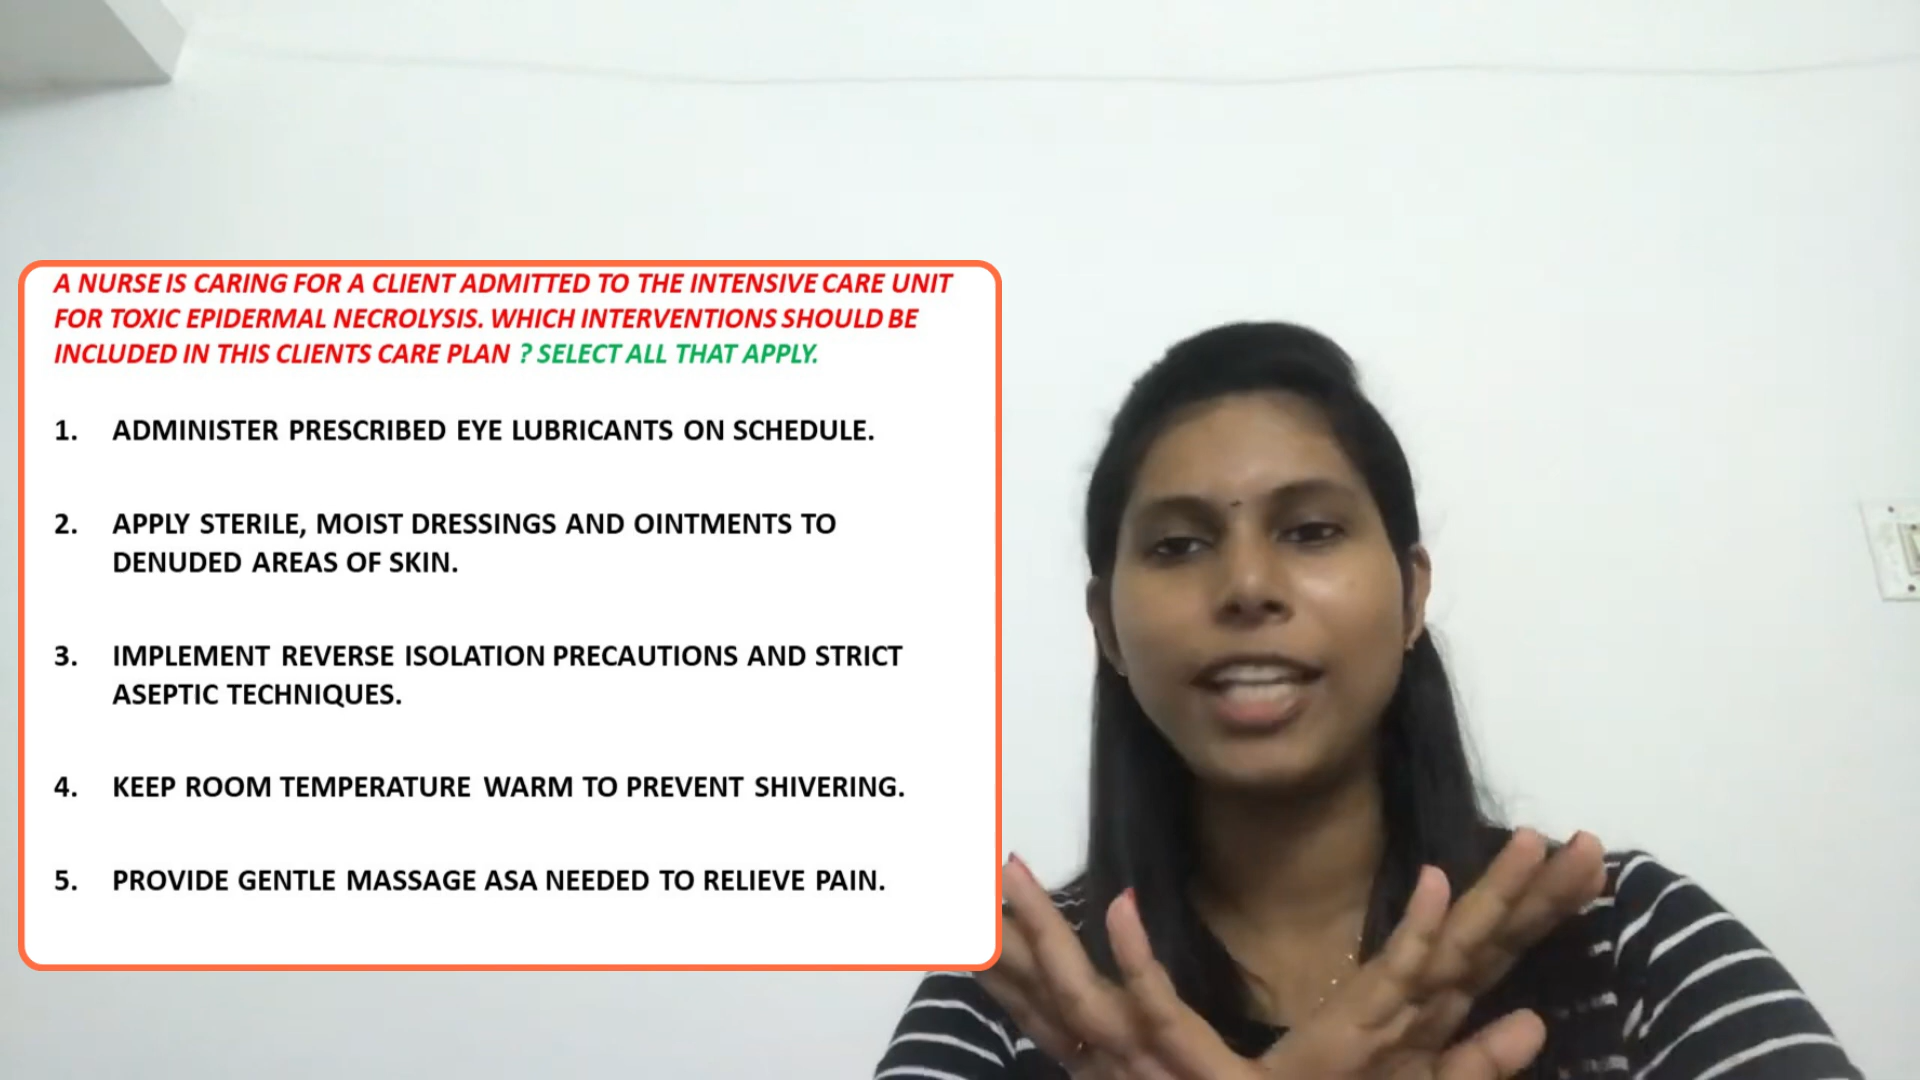 A NURSE IS CARING FOR A CLIENT ADMITTED TO THE INTENSIVE CARE UNIT
FOR TOXIC EPIDERMAL NECROLYSIS. WHICH INTERVENTIONS SHOULD BE
INCLUDED IN THIS CLIENTS CARE PLAN ? SELECT ALL THAT APPLY.
1. ADMINISTER PRESCRIBED EYE LUBRICANTS ON SCHEDULE.
2. APPLY STERILE, MOIST DRESSINGS AND OINTMENTS TO
DENUDED AREAS OF SKIN.
3. IMPLEMENT REVERSE ISOLATION PRECAUTIONS AND STRICT
ASEPTIC TECHNIQUES.
4. KEEP ROOM TEMPERATURE WARM TO PREVENT SHIVERING.
5. PROVIDE GENTLE MASSAGE ASA NEEDED TO RELIEVE PAIN.